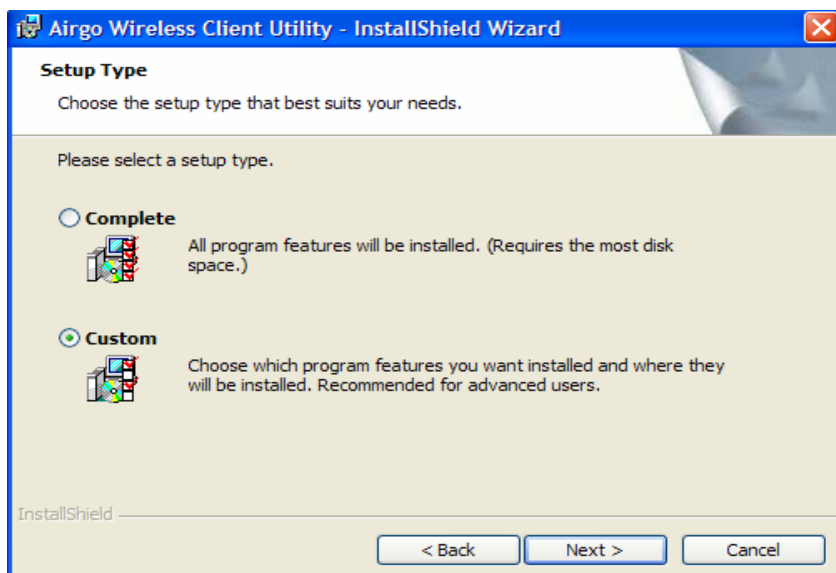 Airgo Wireless Client Utility - InstallShield Wizard
Setup Type
Choose the setup type that best suits your needs.
Please select a setup type.
Complete
All program features will be installed. (Requires the most disk
space.)
Custom
Choose which program features you want installed and where they
will be installed. Recommended for advanced users.
InstallShield
< Back
Next >
Cancel